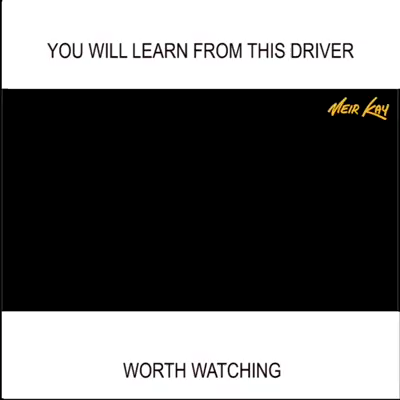 YOU WILL LEARN FROM THIS DRIVER
MEIR KAY
WORTH WATCHING